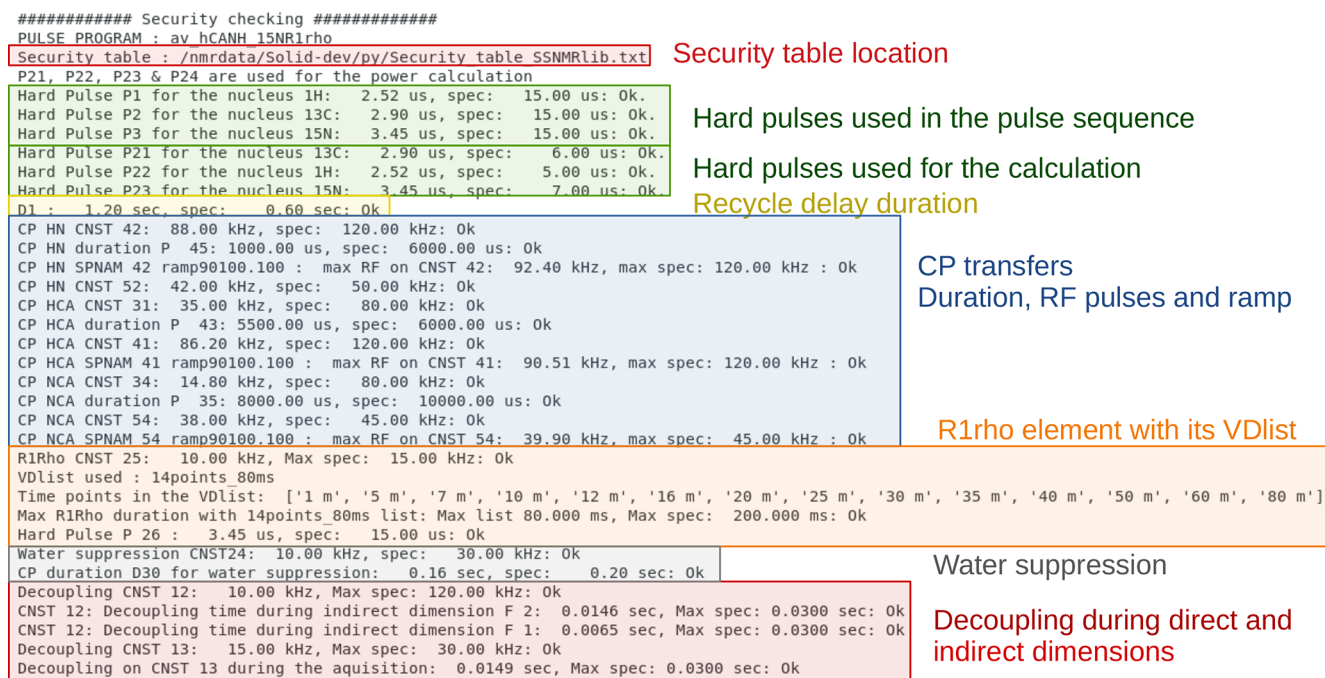 ############ Security checking #############
PULSE PROGRAM : av_hCANH_15NR1rho
Security table : /nmrdata/Solid-dev/py/Security_table_SSNMRlib.txt
Security table location
P21, P22, P23 & P24 are used for the power calculation
Hard Pulse P1 for the nucleus 1H:   2.52 us, spec:   15.00 us: Ok.
Hard Pulse P2 for the nucleus 13C:   2.90 us, spec:   15.00 us: Ok.
Hard Pulse P3 for the nucleus 15N:   3.45 us, spec:   15.00 us: Ok.
Hard pulses used in the pulse sequence
Hard Pulse P21 for the nucleus 13C:   2.90 us, spec:    6.00 us: Ok.
Hard Pulse P22 for the nucleus 1H:   2.52 us, spec:    5.00 us: Ok.
Hard Pulse P23 for the nucleus 15N:   3.45 us, spec:    7.00 us: Ok.
Hard pulses used for the calculation
D1 :   1.20 sec, spec:    0.60 sec: Ok
Recycle delay duration
CP HN CNST 42:  88.00 kHz, spec:  120.00 kHz: Ok
CP HN duration P  45: 1000.00 us, spec:  6000.00 us: Ok
CP HN SPNAM 42 ramp90100.100 :  max RF on CNST 42:  92.40 kHz, max spec: 120.00 kHz : Ok
CP HN CNST 52:  42.00 kHz, spec:   50.00 kHz: Ok
CP HCA CNST 31:  35.00 kHz, spec:   80.00 kHz: Ok
CP HCA duration P  43: 5500.00 us, spec:  6000.00 us: Ok
CP HCA CNST 41:  86.20 kHz, spec:  120.00 kHz: Ok
CP HCA SPNAM 41 ramp90100.100 :  max RF on CNST 41:  90.51 kHz, max spec: 120.00 kHz : Ok
CP NCA CNST 34:  14.80 kHz, spec:   80.00 kHz: Ok
CP NCA duration P  35: 8000.00 us, spec:  10000.00 us: Ok
CP NCA CNST 54:  38.00 kHz, spec:   45.00 kHz: Ok
CP NCA SPNAM 54 ramp90100.100 :  max RF on CNST 54:  39.90 kHz, max spec:  45.00 kHz : Ok
CP transfers
Duration, RF pulses and ramp
R1rho element with its VDlist
R1Rho CNST 25:   10.00 kHz, Max spec:  15.00 kHz: Ok
VDlist used : 14points_80ms
Time points in the VDlist:  ['1 m', '5 m', '7 m', '10 m', '12 m', '16 m', '20 m', '25 m', '30 m', '35 m', '40 m', '50 m', '60 m', '80 m']
Max R1Rho duration with 14points_80ms list: Max list 80.000 ms, Max spec:  200.000 ms: Ok
Hard Pulse P 26 :   3.45 us, spec:   15.00 us: Ok
Water suppression CNST24:  10.00 kHz, spec:   30.00 kHz: Ok
CP duration D30 for water suppression:   0.16 sec, spec:    0.20 sec: Ok
Water suppression
Decoupling CNST 12:   10.00 kHz, Max spec: 120.00 kHz: Ok
CNST 12: Decoupling time during indirect dimension F 2:  0.0146 sec, Max spec: 0.0300 sec: Ok
CNST 12: Decoupling time during indirect dimension F 1:  0.0065 sec, Max spec: 0.0300 sec: Ok
Decoupling CNST 13:   15.00 kHz, Max spec:  30.00 kHz: Ok
Decoupling on CNST 13 during the aquisition:  0.0149 sec, Max spec: 0.0300 sec: Ok
Decoupling during direct and
indirect dimensions